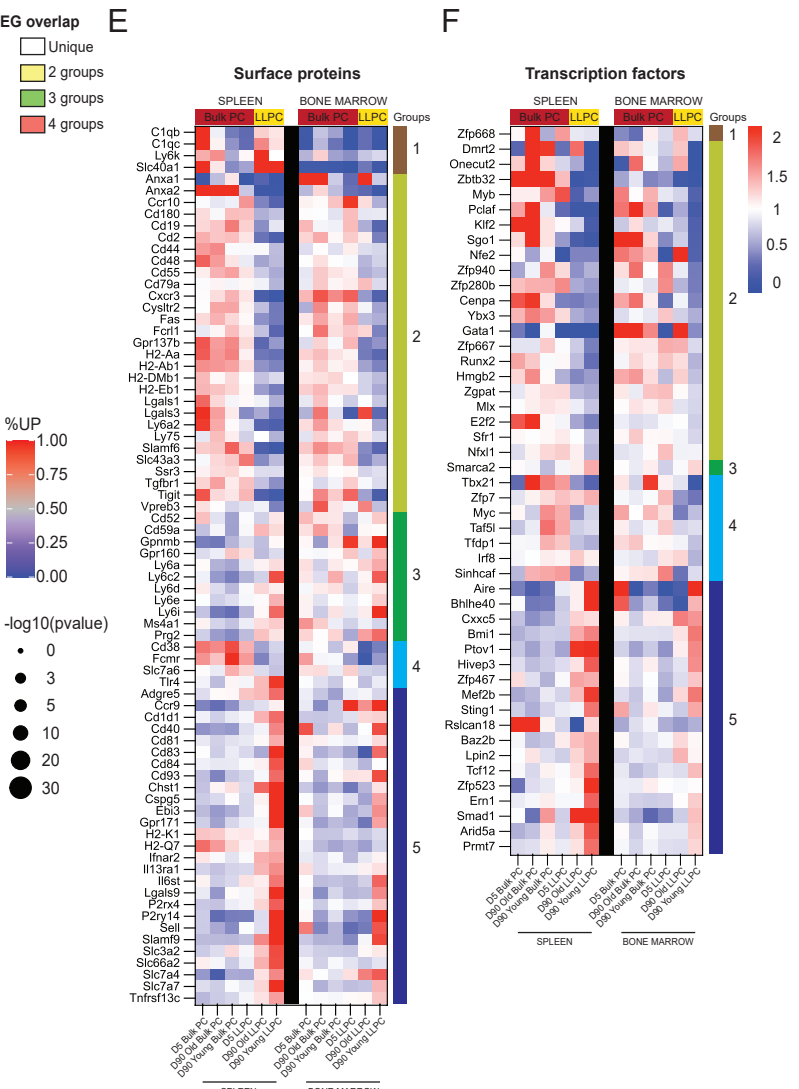 E
F
EG overlap
Unique
2 groups
3 groups
4 groups
%UP
1.00
0.75
0.50
0.25
0.00
-log10(pvalue)
0
3
5
10
20
30
Surface proteins
SPLEEN
BONE MARROW
Bulk PC
LLPC
Bulk PC
LLPC
Groups
C1qb
C1qc
Ly6k
Slc40a1
Anxa1
Anxa2
Ccr10
Cd180
Cd19
Cd2
Cd44
Cd48
Cd55
Cd79a
Cxcr3
Cysltr2
Fas
Fcrl1
Gpr137b
H2-Aa
H2-Ab1
H2-DMb1
H2-Eb1
Lgals1
Lgals3
Ly6a2
Ly75
Slamf6
Slc43a3
Ssr3
Tgfbr1
Tigit
Vpreb3
Cd52
Cd59a
Gpnmb
Gpr160
Ly6a
Ly6c2
Ly6d
Ly6e
Ly6i
Ms4a1
Prg2
Cd38
Fcmr
Slc7a6
Tlr4
Adgre5
Ccr9
Cd1d1
Cd40
Cd81
Cd83
Cd84
Cd93
Chst1
Cspg5
Ebi3
Gpr171
H2-K1
H2-Q7
Ifnar2
Il13ra1
Il6st
Lgals9
P2rx4
P2ry14
Sell
Slamf9
Slc3a2
Slc66a2
Slc7a4
Slc7a7
Tnfrsf13c
1
2
3
4
5
D5 Bulk PC
D90 Old Bulk PC
D90 Young Bulk PC
D5 LLPC
D90 Old LLPC
D90 Young LLPC
D5 Bulk PC
D90 Old Bulk PC
D90 Young Bulk PC
D5 LLPC
D90 Old LLPC
D90 Young LLPC
SPLEEN
BONE MARROW
Transcription factors
SPLEEN
BONE MARROW
Bulk PC
LLPC
Bulk PC
LLPC
Groups
Zfp668
Dmrt2
Onecut2
Zbtb32
Myb
Pclaf
Klf2
Sgo1
Nfe2
Zfp940
Zfp280b
Cenpa
Ybx3
Gata1
Zfp667
Runx2
Hmgb2
Zgpat
Mlx
E2f2
Sfr1
Nfxl1
Smarca2
Tbx21
Zfp7
Myc
Taf5l
Tfdp1
Irf8
Sinhcaf
Aire
Bhlhe40
Cxxc5
Bmi1
Ptov1
Hivep3
Zfp467
Mef2b
Sting1
Rslcan18
Baz2b
Lpin2
Tcf12
Zfp523
Ern1
Smad1
Arid5a
Prmt7
1
2
3
4
5
2
1.5
1
0.5
0
D5 Bulk PC
D90 Old Bulk PC
D90 Young Bulk PC
D5 LLPC
D90 Old LLPC
D90 Young LLPC
D5 Bulk PC
D90 Old Bulk PC
D90 Young Bulk PC
D5 LLPC
D90 Old LLPC
D90 Young LLPC
SPLEEN
BONE MARROW